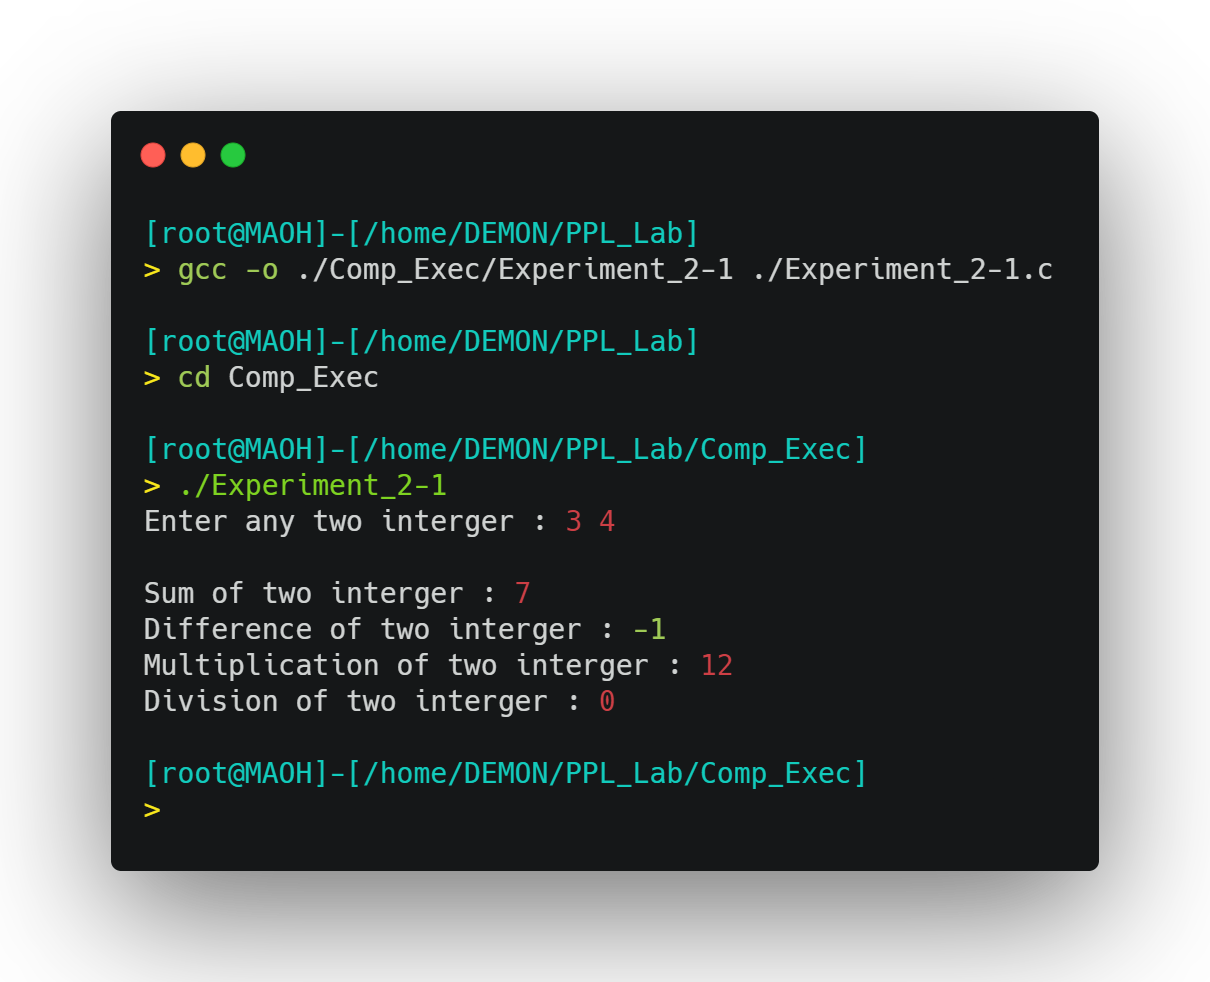 [root@MAOH]-[/home/DEMON/PPL_Lab]
> gcc -o ./Comp_Exec/Experiment_2-1 ./Experiment_2-1.c
[root@MAOH]-[/home/DEMON/PPL_Lab]
> cd Comp_Exec
[root@MAOH]-[/home/DEMON/PPL_Lab/Comp_Exec]
> ./Experiment_2-1
Enter any two interger : 3 4
Sum of two interger : 7
Difference of two interger : -1
Multiplication of two interger : 12
Division of two interger : 0
[root@MAOH]-[/home/DEMON/PPL_Lab/Comp_Exec]
>